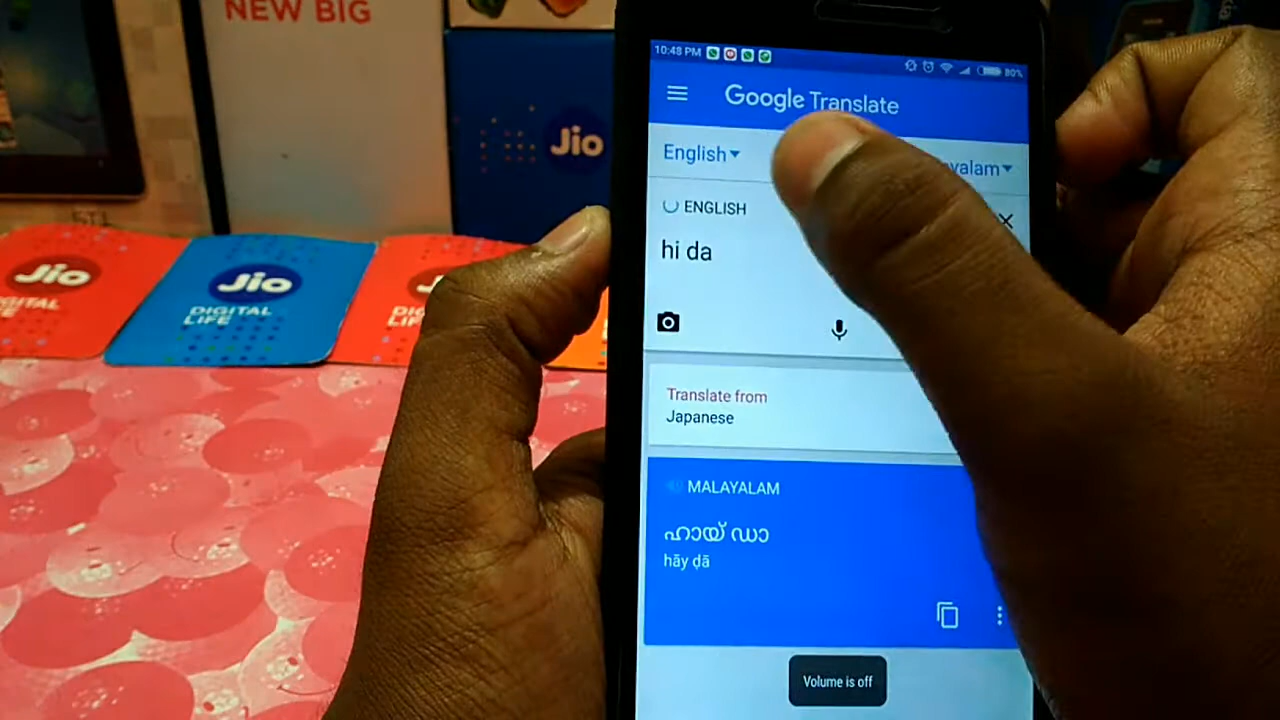 NEW BIG
Jio
Jio
DIGITAL
LIFE
Jio
DIGITAL
LIFE
10:48 PM
80%
Google Translate
English
ENGLISH
hi da
Translate from
Japanese
MALAYALAM
ഹായ് ഡാ
hāy ḍā
Volume is off